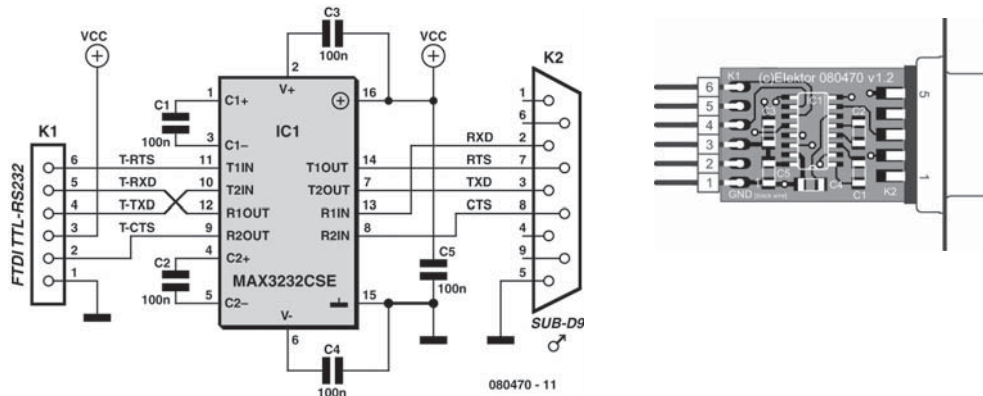 C3
100n
VCC
VCC
K2
2
V+
C1
1
C1+
16
1
100n
IC1
6
3
C1–
RXD
2
K1
6
T-RTS
11
T1IN
T1OUT
14
RTS
7
5
T-RXD
10
T2IN
T2OUT
7
TXD
3
4
T-TXD
12
R1OUT
R1IN
13
CTS
8
3
T-CTS
9
R2OUT
R2IN
8
4
2
C2
4
C2+
C5
9
1
MAX3232CSE
100n
5
100n
5
C2–
15
V-
6
C4
100n
SUB-D9
FTDI TTL-RS232
080470 - 11
K1
(c)Elektor 080470 v1.2
6
5
4
3
2
1
C3
IC1
C2
C5
C4
C1
GND
K2
5
1